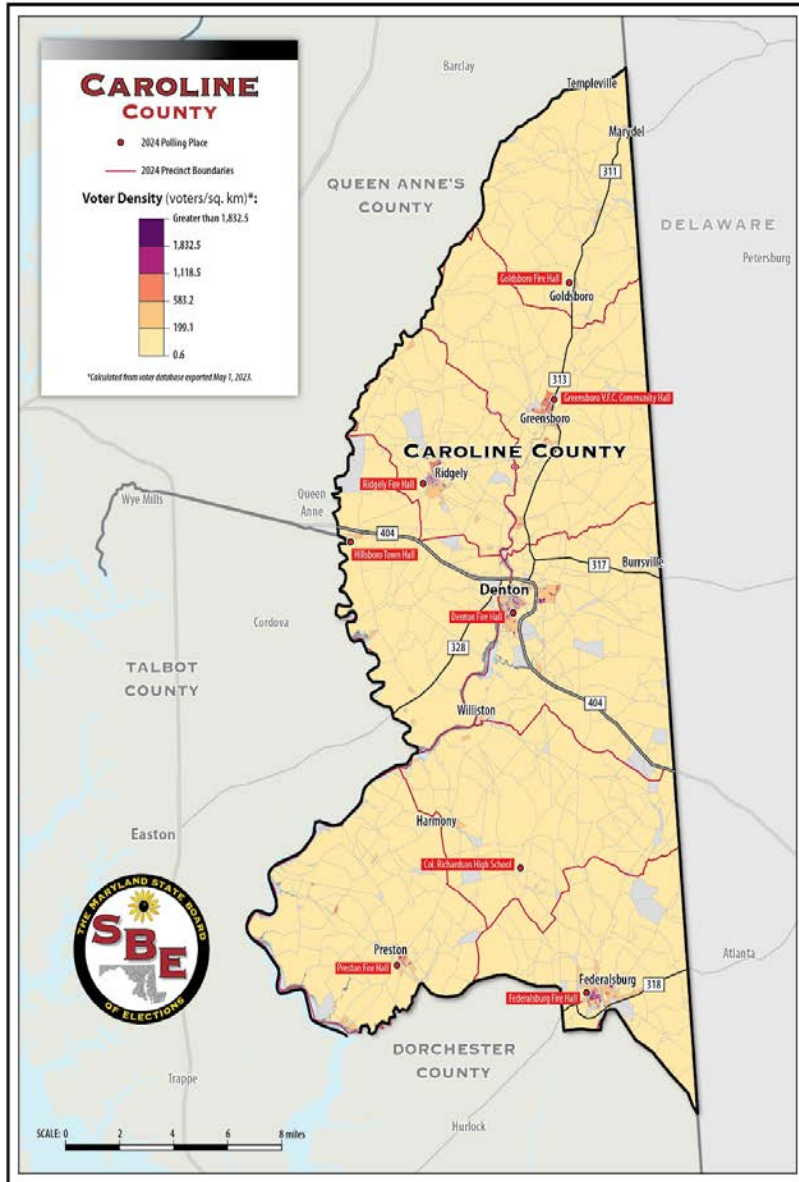 CAROLINE
COUNTY
2024 Polling Place
2024 Precinct Boundaries
Voter Density (voters/sq. km)*:
Greater than 1,832.5
1,832.5
1,118.5
583.2
199.1
0.6
*Calculated from voter database exported May 1, 2023.
Barclay
Templeville
Marydel
311
QUEEN ANNE'S
COUNTY
DELAWARE
Petersburg
Goldsboro Fire Hall
Goldsboro
313
Greensboro V.F.C. Community Hall
Greensboro
CAROLINE COUNTY
Ridgely
Ridgely Fire Hall
Wye Mills
Queen
Anne
404
Hillsboro Town Hall
317
Burrsville
Denton
Denton Fire Hall
Cordova
328
TALBOT
COUNTY
404
Williston
Harmony
Easton
Col. Richardson High School
THE MARYLAND STATE BOARD
SBE
OF ELECTIONS
Preston
Preston Fire Hall
Atlanta
Federalsburg
318
Federalsburg Fire Hall
DORCHESTER
COUNTY
Trappe
Hurlock
SCALE: 0 2 4 6 8 miles